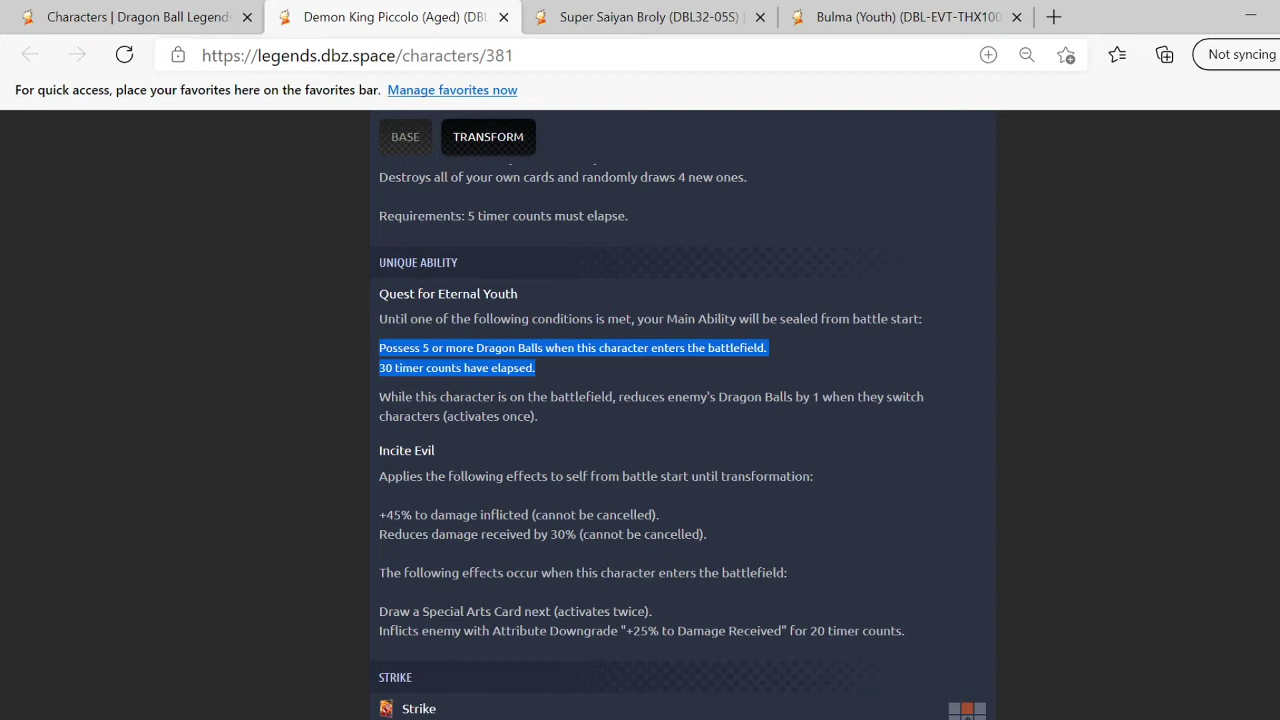 Characters | Dragon Ball Legends
Demon King Piccolo (Aged) (DBL
Super Saiyan Broly (DBL32-05S) |
Bulma (Youth) (DBL-EVT-THX100
https://legends.dbz.space/characters/381
Not syncing
For quick access, place your favorites here on the favorites bar. Manage favorites now
BASE
TRANSFORM
Destroys all of your own cards and randomly draws 4 new ones.
Requirements: 5 timer counts must elapse.
UNIQUE ABILITY
Quest for Eternal Youth
Until one of the following conditions is met, your Main Ability will be sealed from battle start:
Possess 5 or more Dragon Balls when this character enters the battlefield.
30 timer counts have elapsed.
While this character is on the battlefield, reduces enemy's Dragon Balls by 1 when they switch
characters (activates once).
Incite Evil
Applies the following effects to self from battle start until transformation:
+45% to damage inflicted (cannot be cancelled).
Reduces damage received by 30% (cannot be cancelled).
The following effects occur when this character enters the battlefield:
Draw a Special Arts Card next (activates twice).
Inflicts enemy with Attribute Downgrade "+25% to Damage Received" for 20 timer counts.
STRIKE
Strike